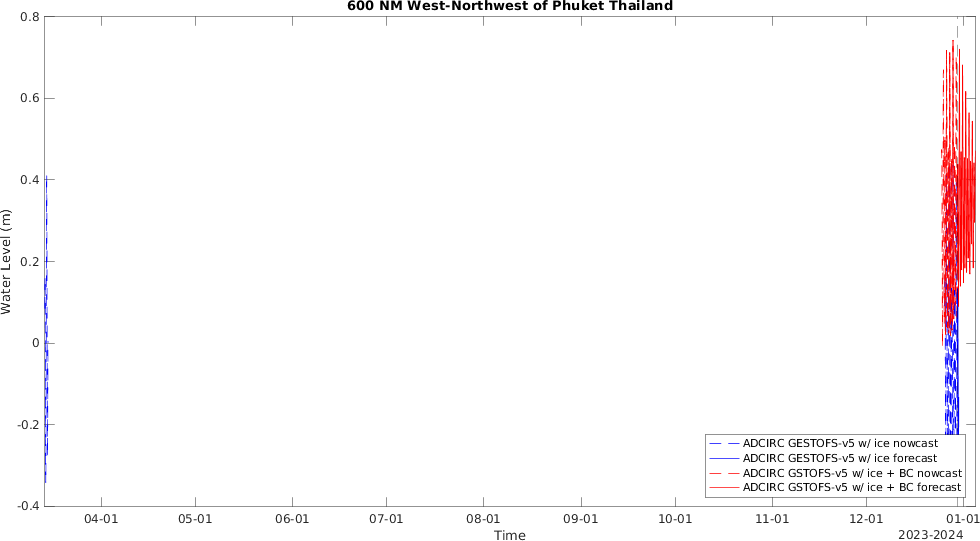 600 NM West-Northwest of Phuket Thailand
0.8
0.6
0.4
0.2
0
-0.2
-0.4
Water Level (m)
ADCIRC GESTOFS-v5 w/ ice nowcast
ADCIRC GESTOFS-v5 w/ ice forecast
ADCIRC GSTOFS-v5 w/ ice + BC nowcast
ADCIRC GSTOFS-v5 w/ ice + BC forecast
04-01 05-01 06-01 07-01 08-01 09-01 10-01 11-01 12-01 01-01
Time
2023-2024